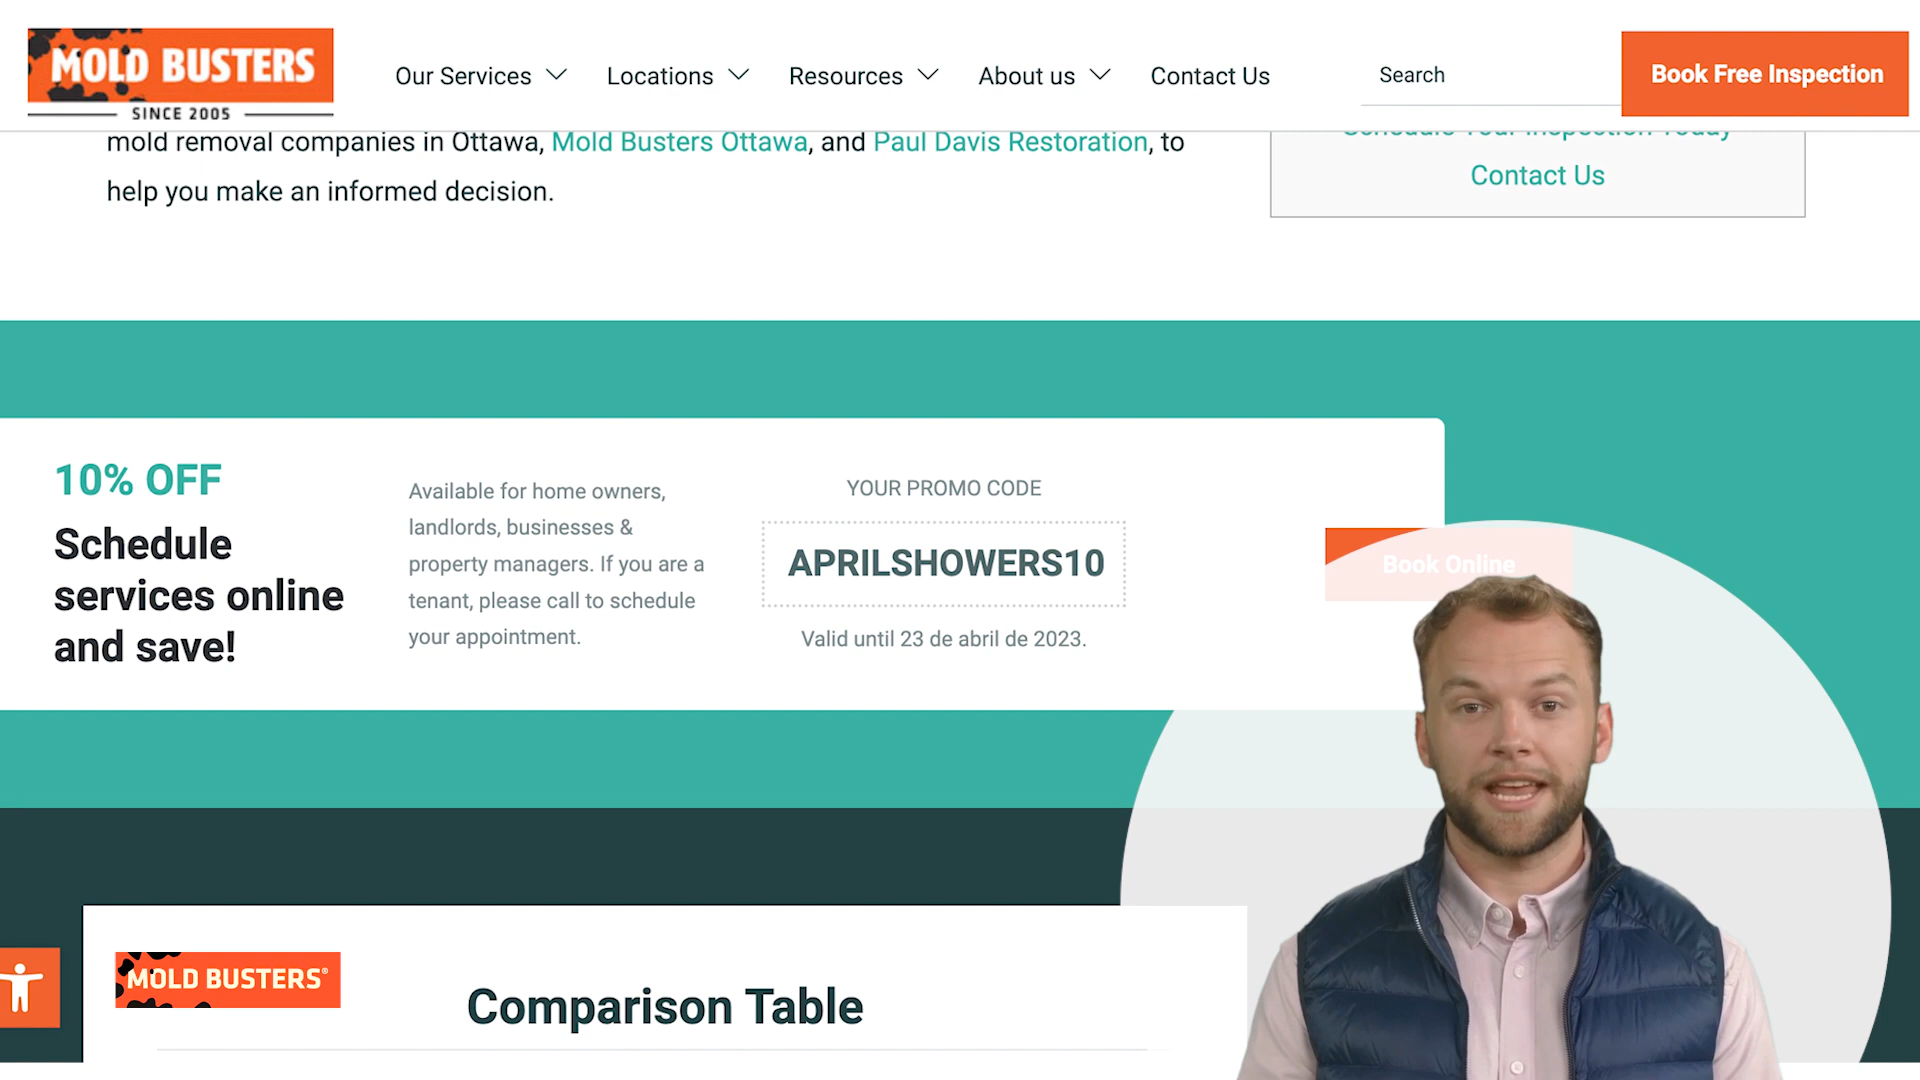 MOLD BUSTERS
SINCE 2005
Our Services
Locations
Resources
About us
Contact Us
Search
Book Free Inspection
mold removal companies in Ottawa, Mold Busters Ottawa, and Paul Davis Restoration, to
help you make an informed decision.
Schedule Your Inspection Today
Contact Us
10% OFF
Schedule
services online
and save!
Available for home owners,
landlords, businesses &
property managers. If you are a
tenant, please call to schedule
your appointment.
YOUR PROMO CODE
APRILSHOWERS10
Valid until 23 de abril de 2023.
Book Online
MOLD BUSTERS®
Comparison Table